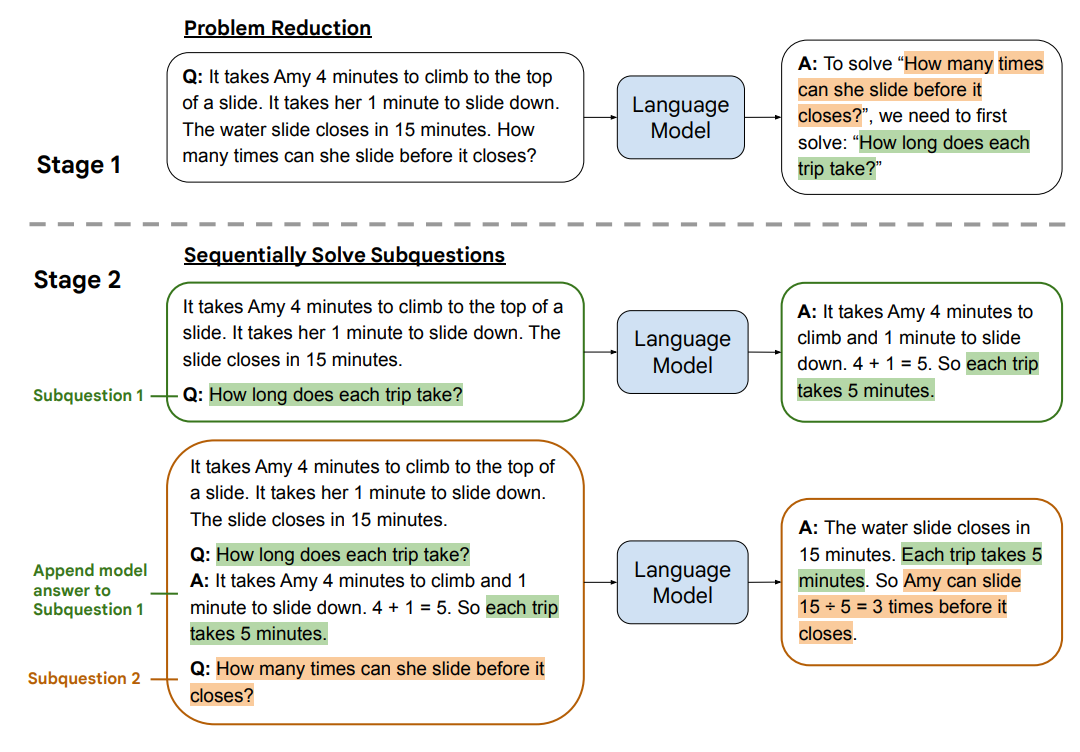 Problem Reduction
Stage 1
Q: It takes Amy 4 minutes to climb to the top
of a slide. It takes her 1 minute to slide down.
The water slide closes in 15 minutes. How
many times can she slide before it closes?
Language
Model
A: To solve “How many times
can she slide before it
closes?”, we need to first
solve: “How long does each
trip take?”
Stage 2
Sequentially Solve Subquestions
It takes Amy 4 minutes to climb to the top of a
slide. It takes her 1 minute to slide down. The
slide closes in 15 minutes.
Subquestion 1
Q: How long does each trip take?
Language
Model
A: It takes Amy 4 minutes to
climb and 1 minute to slide
down. 4 + 1 = 5. So each trip
takes 5 minutes.
It takes Amy 4 minutes to climb to the top of
a slide. It takes her 1 minute to slide down.
The slide closes in 15 minutes.
Q: How long does each trip take?
Append model
answer to
Subquestion 1
A: It takes Amy 4 minutes to climb and 1
minute to slide down. 4 + 1 = 5. So each trip
takes 5 minutes.
Subquestion 2
Q: How many times can she slide before it
closes?
Language
Model
A: The water slide closes in
15 minutes. Each trip takes 5
minutes. So Amy can slide
15 ÷ 5 = 3 times before it
closes.